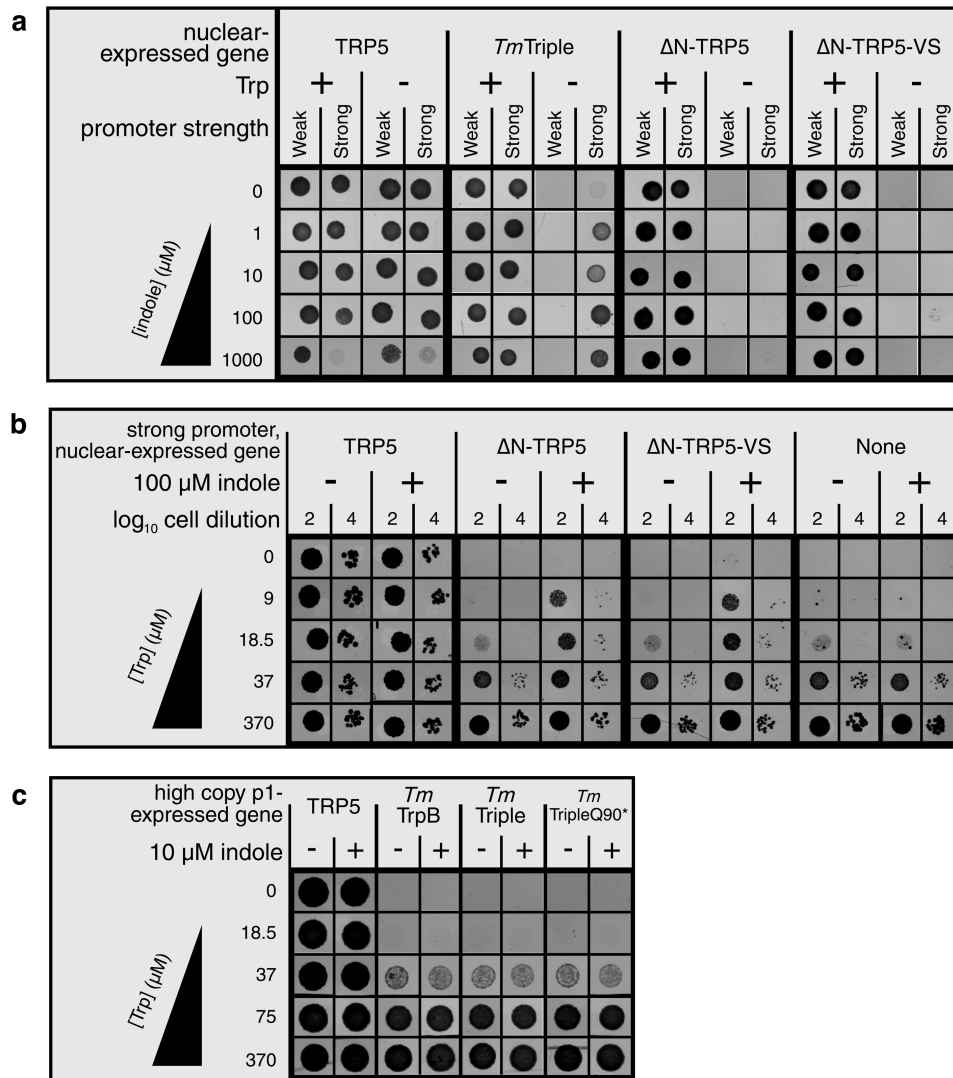 a
nuclear-
expressed gene
TRP5
TmTriple
ΔN-TRP5
ΔN-TRP5-VS
Trp
+ - + - + - + -
promoter strength
Weak Strong Weak Strong Weak Strong Weak Strong Weak Strong Weak Strong Weak Strong Weak Strong
0
1
10
100
1000
[indole] (μM)
b
strong promoter,
nuclear-expressed gene
TRP5
ΔN-TRP5
ΔN-TRP5-VS
None
100 μM indole
- + - + - + - +
log10 cell dilution
2 4 2 4 2 4 2 4 2 4 2 4 2 4 2 4
0
9
18.5
37
370
[Trp] (μM)
c
high copy p1-
expressed gene
TRP5
Tm
TrpB
Tm
Triple
Tm
TripleQ90*
10 μM indole
- + - + - + - +
0
18.5
37
75
370
[Trp] (μM)